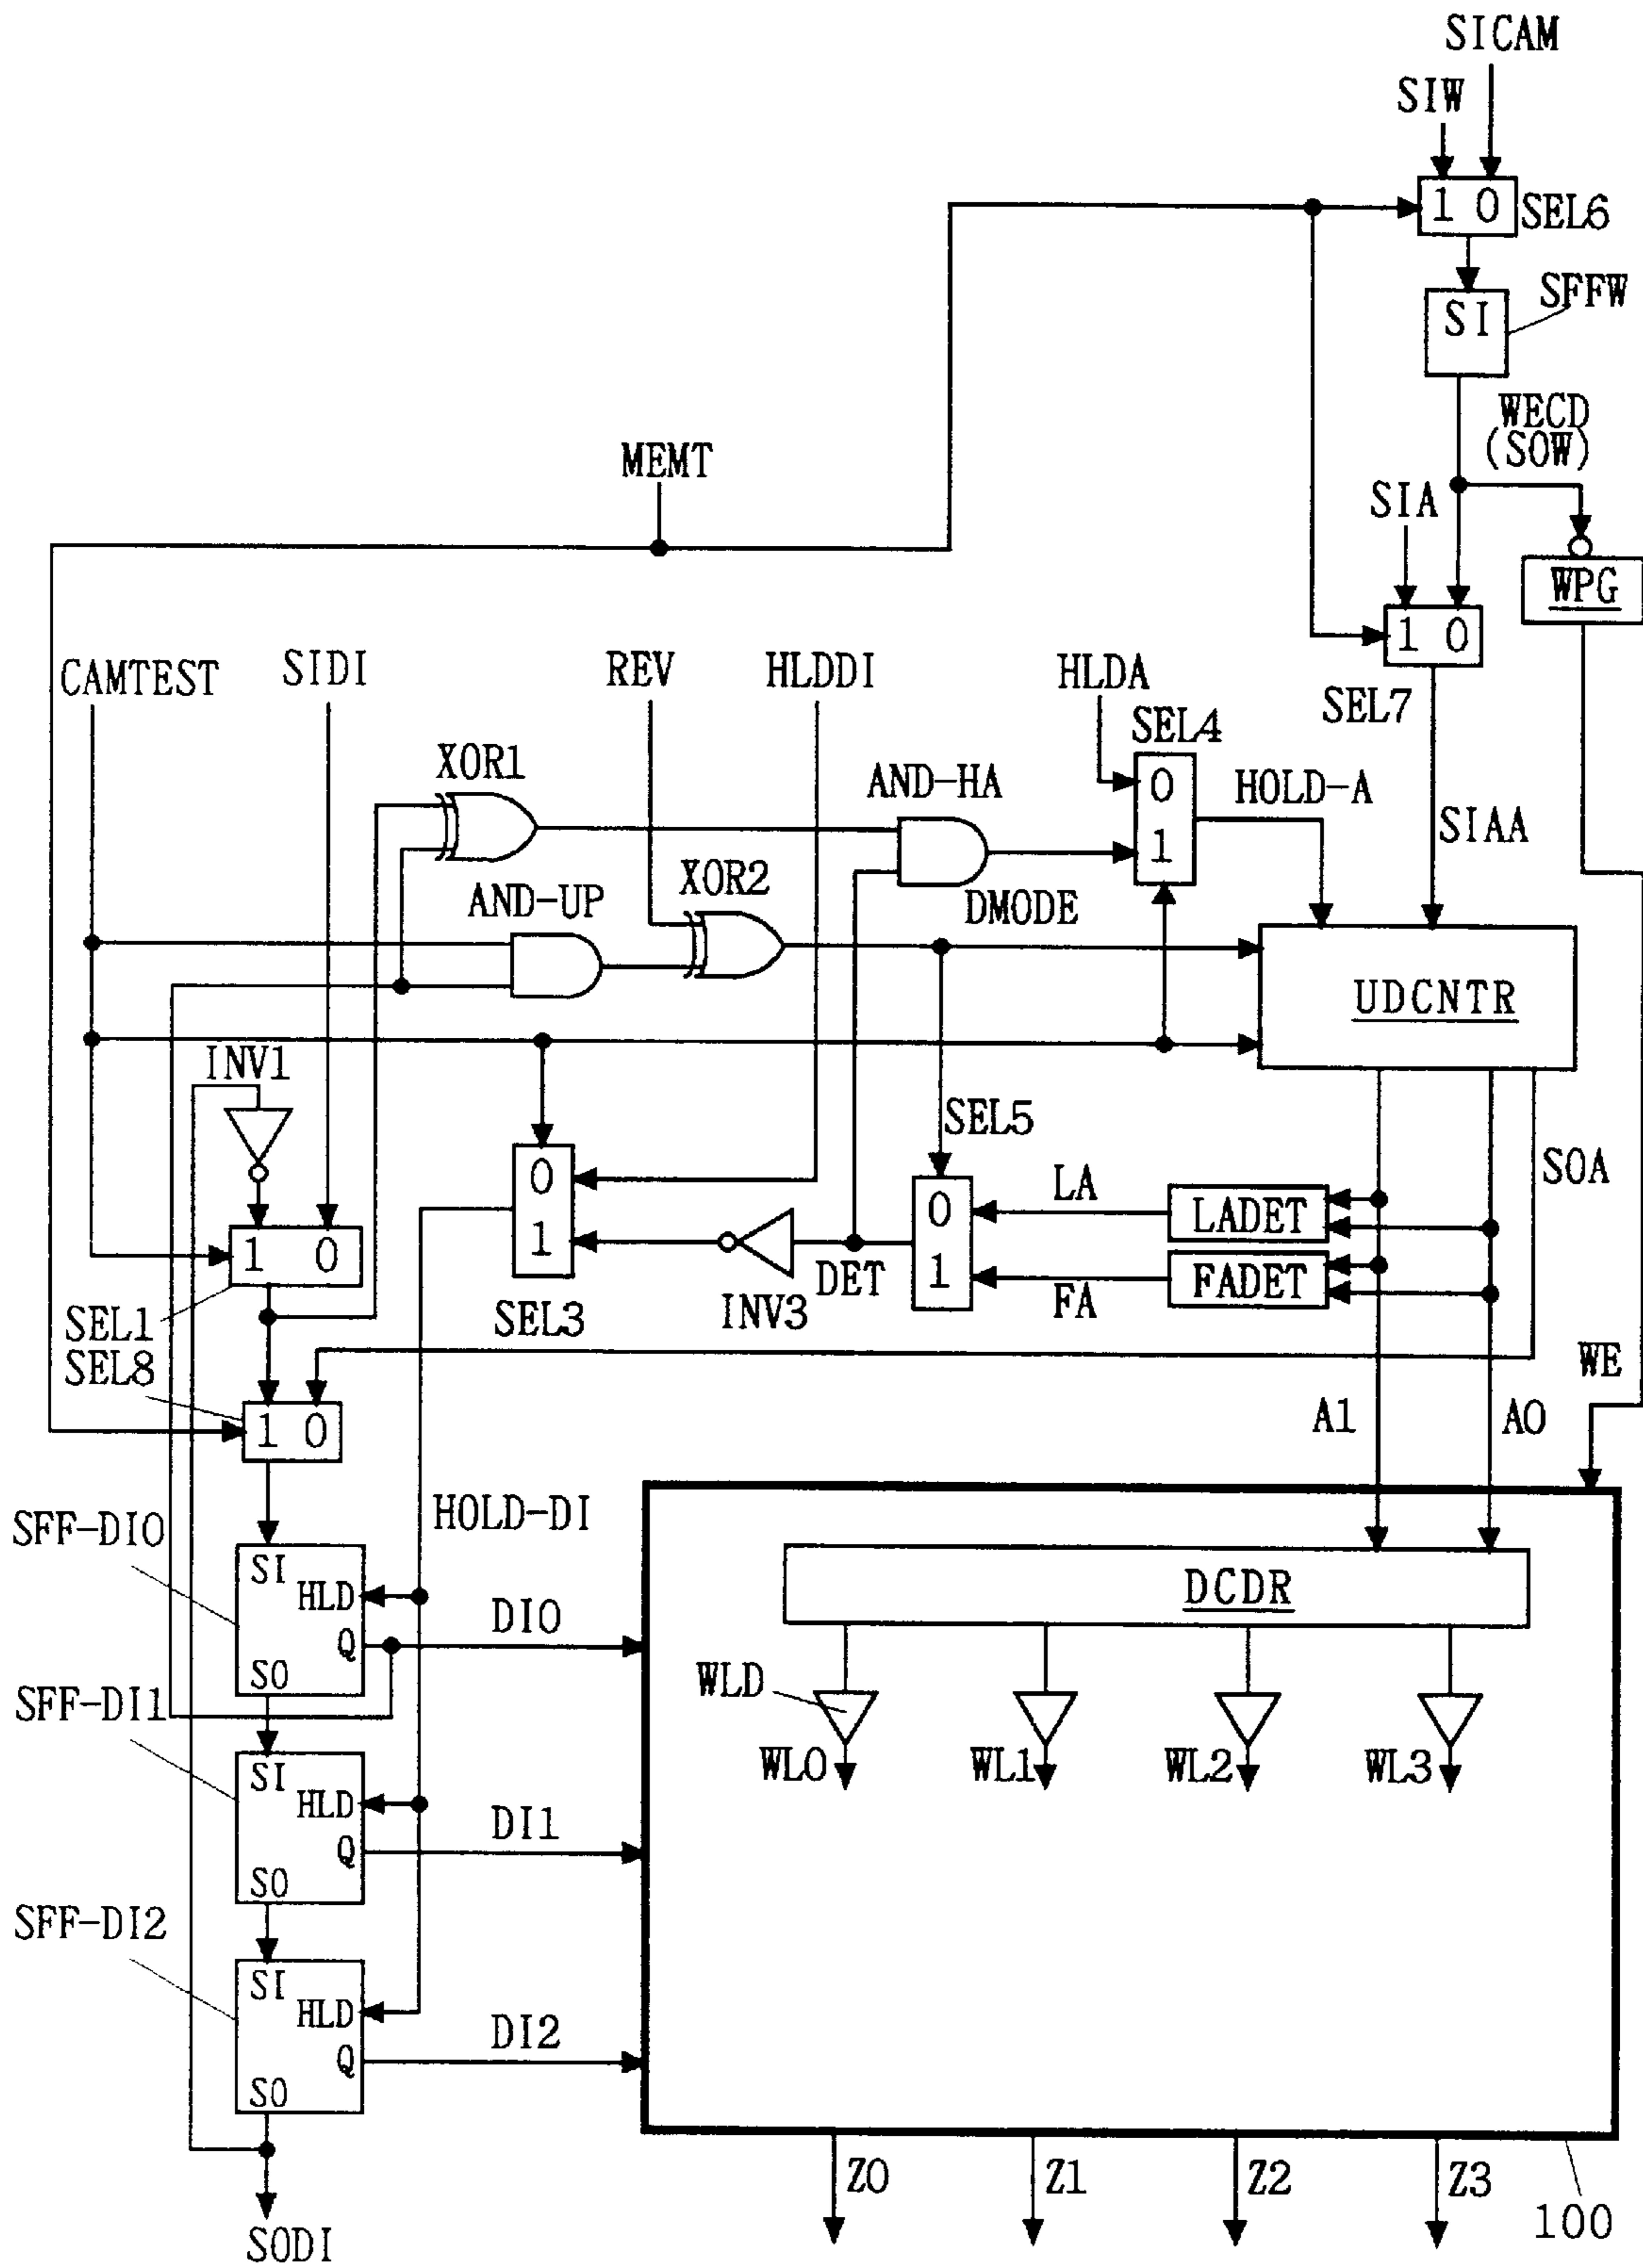 SICAM
SIW
1 0
SEL6
SI
SFFW
WECD
(SOW)
MEMT
SIA
WPG
1 0
SEL7
CAMTEST
SIDI
REV
HLDDI
HLDA
SEL4
0
1
HOLD-A
SIAA
XOR1
AND-HA
XOR2
AND-UP
DMODE
UDCNTR
INV1
SEL5
SOA
0
1
SEL3
0
1
LA
LADET
FA
FADET
DET
INV3
1 0
SEL1
SEL8
1 0
WE
A1
A0
HOLD-DI
SFF-DI0
SI
HLD
Q
SO
DI0
DCDR
SFF-DI1
WLD
WL0
WL1
WL2
WL3
SI
HLD
Q
SO
DI1
SFF-DI2
SI
HLD
Q
SO
DI2
Z0
Z1
Z2
Z3
100
SODI